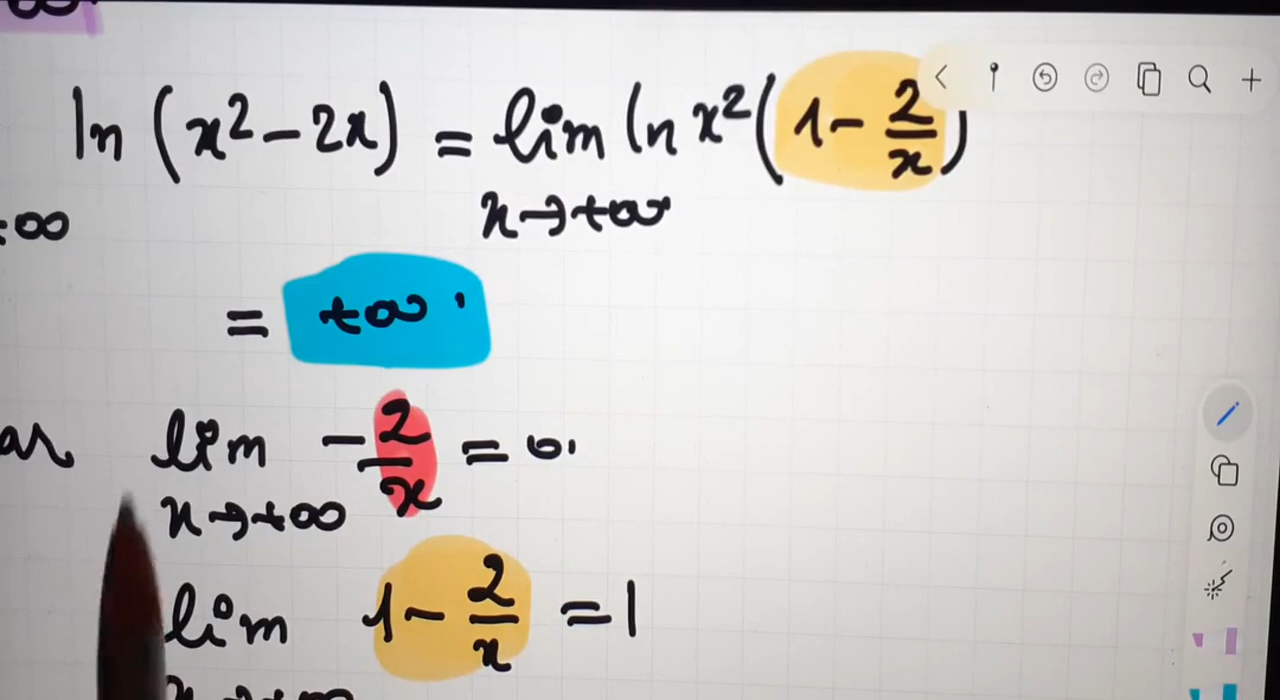 ln (x² - 2x) = lim ln x² (1 - 2/x)
x → +∞
= +∞.
lim - 2/x = 0.
x → +∞
lim 1 - 2/x = 1